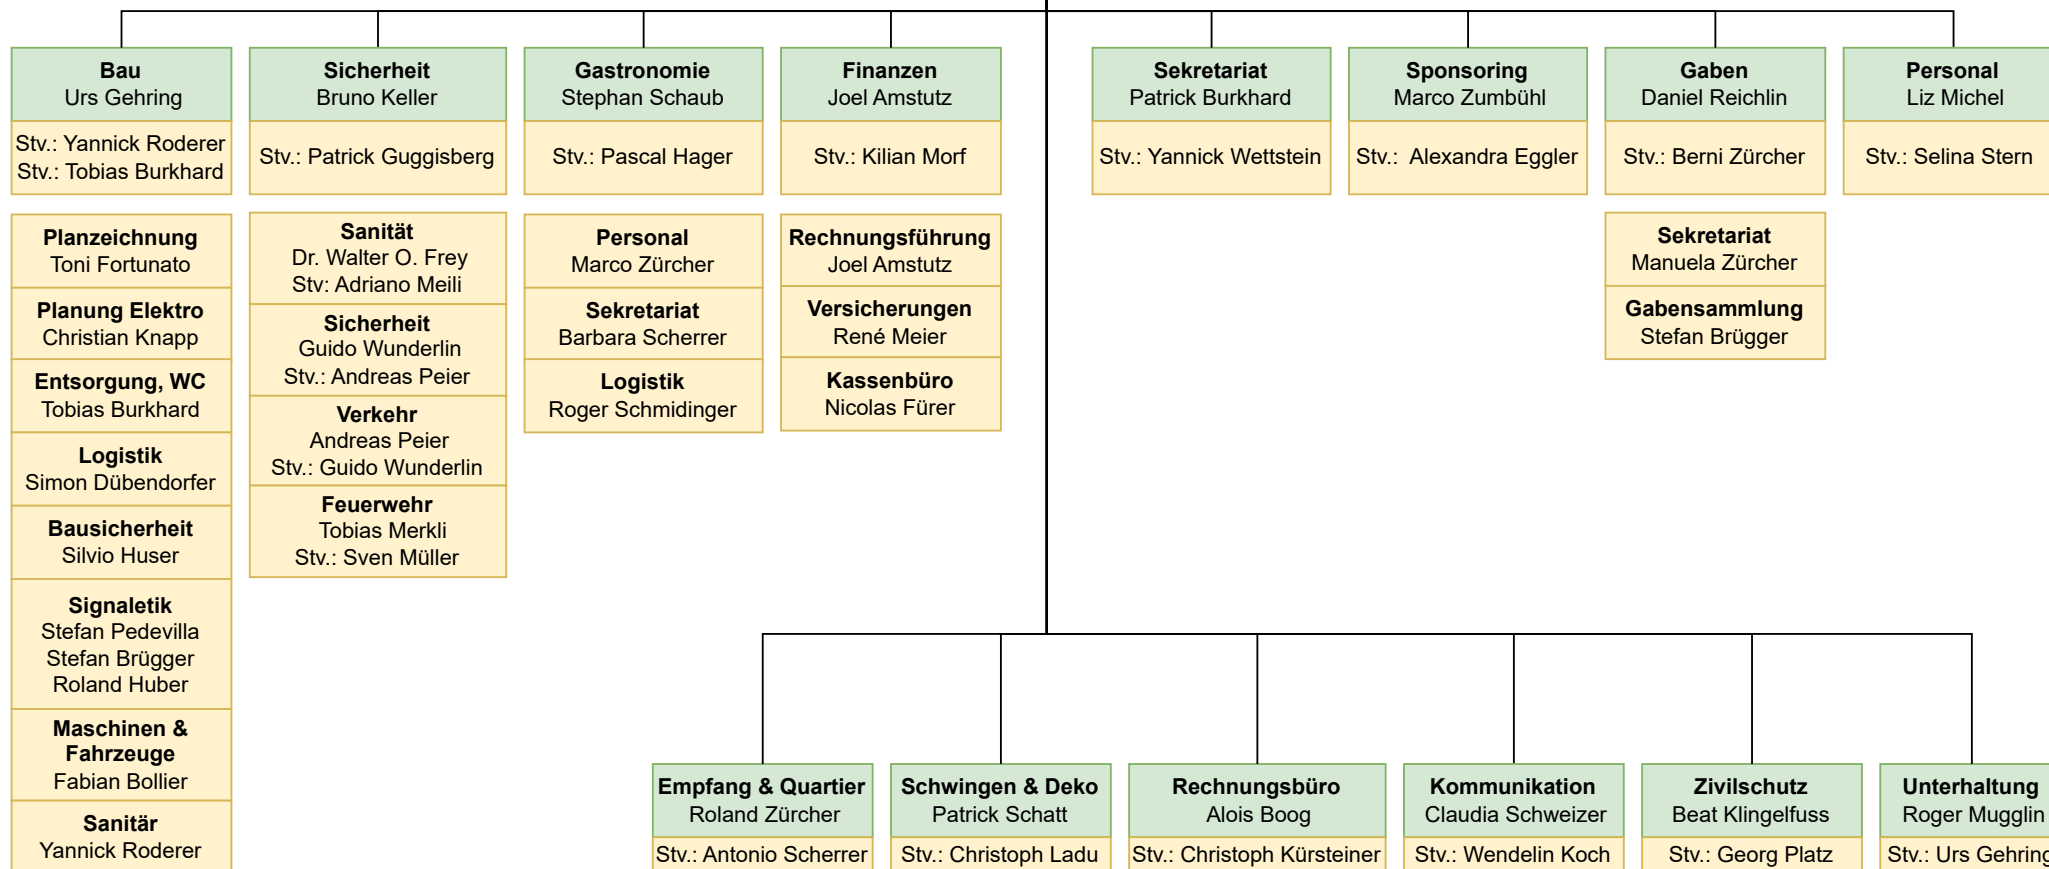 Bau
Urs Gehring
Stv.: Yannick Roderer
Stv.: Tobias Burkhard
Planzeichnung
Toni Fortunato
Planung Elektro
Christian Knapp
Entsorgung, WC
Tobias Burkhard
Logistik
Simon Dübendorfer
Bausicherheit
Silvio Huser
Signaletik
Stefan Pedevilla
Stefan Brügger
Roland Huber
Maschinen &
Fahrzeuge
Fabian Bollier
Sanitär
Yannick Roderer
Sicherheit
Bruno Keller
Stv.: Patrick Guggisberg
Sanität
Dr. Walter O. Frey
Stv: Adriano Meili
Sicherheit
Guido Wunderlin
Stv.: Andreas Peier
Verkehr
Andreas Peier
Stv.: Guido Wunderlin
Feuerwehr
Tobias Merkli
Stv.: Sven Müller
Gastronomie
Stephan Schaub
Stv.: Pascal Hager
Personal
Marco Zürcher
Sekretariat
Barbara Scherrer
Logistik
Roger Schmidinger
Finanzen
Joel Amstutz
Stv.: Kilian Morf
Rechnungsführung
Joel Amstutz
Versicherungen
René Meier
Kassenbüro
Nicolas Fürer
Sekretariat
Patrick Burkhard
Stv.: Yannick Wettstein
Sponsoring
Marco Zumbühl
Stv.: Alexandra Eggler
Gaben
Daniel Reichlin
Stv.: Berni Zürcher
Sekretariat
Manuela Zürcher
Gabensammlung
Stefan Brügger
Personal
Liz Michel
Stv.: Selina Stern
Empfang & Quartier
Roland Zürcher
Stv.: Antonio Scherrer
Schwingen & Deko
Patrick Schatt
Stv.: Christoph Ladu
Rechnungsbüro
Alois Boog
Stv.: Christoph Kürsteiner
Kommunikation
Claudia Schweizer
Stv.: Wendelin Koch
Zivilschutz
Beat Klingelfuss
Stv.: Georg Platz
Unterhaltung
Roger Mugglin
Stv.: Urs Gehring